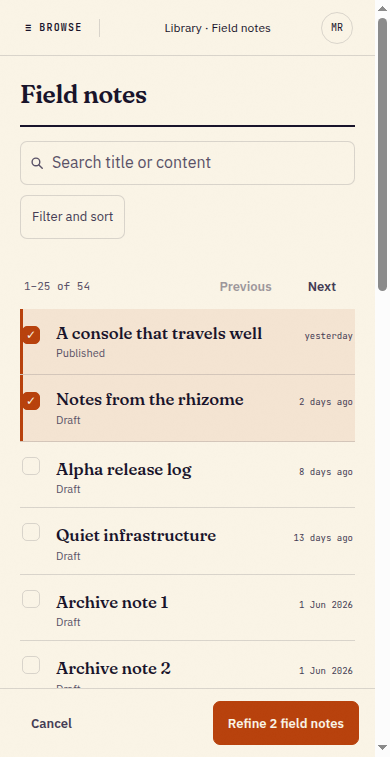 ≡ BROWSE
Library · Field notes
MR
Field notes
Search title or content
Filter and sort
1–25 of 54
Previous
Next
A console that travels well
yesterday
Published
Notes from the rhizome
2 days ago
Draft
Alpha release log
8 days ago
Draft
Quiet infrastructure
13 days ago
Draft
Archive note 1
1 Jun 2026
Draft
Archive note 2
1 Jun 2026
Draft
Cancel
Refine 2 field notes